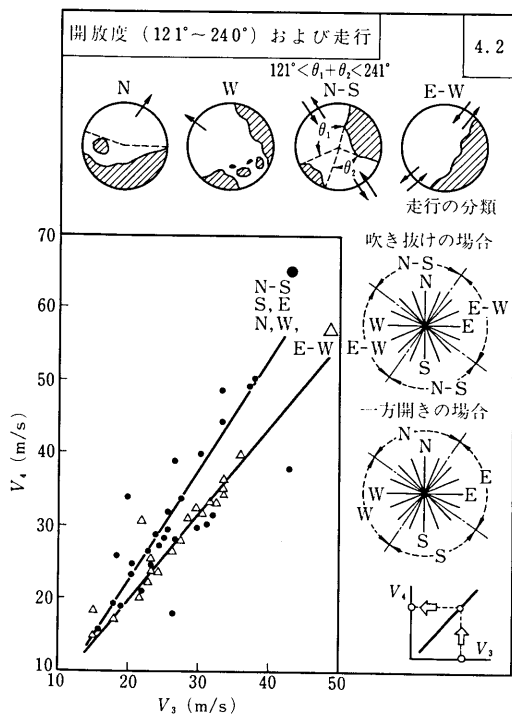 開放度 (121°~240°) および走行
4.2
121°<θ₁+θ₂<241°
N
W
N-S
E-W
θ₁
θ₂
走行の分類
70
60
50
40
30
20
10
V₄ (m/s)
N-S
S, E
N, W,
E-W
10
20
30
40
50
V₃ (m/s)
吹き抜けの場合
N-S
N
E-W
W
E
E-W
S
N-S
一方開きの場合
N
N
E
W
E
W
S
S
V₄
V₃